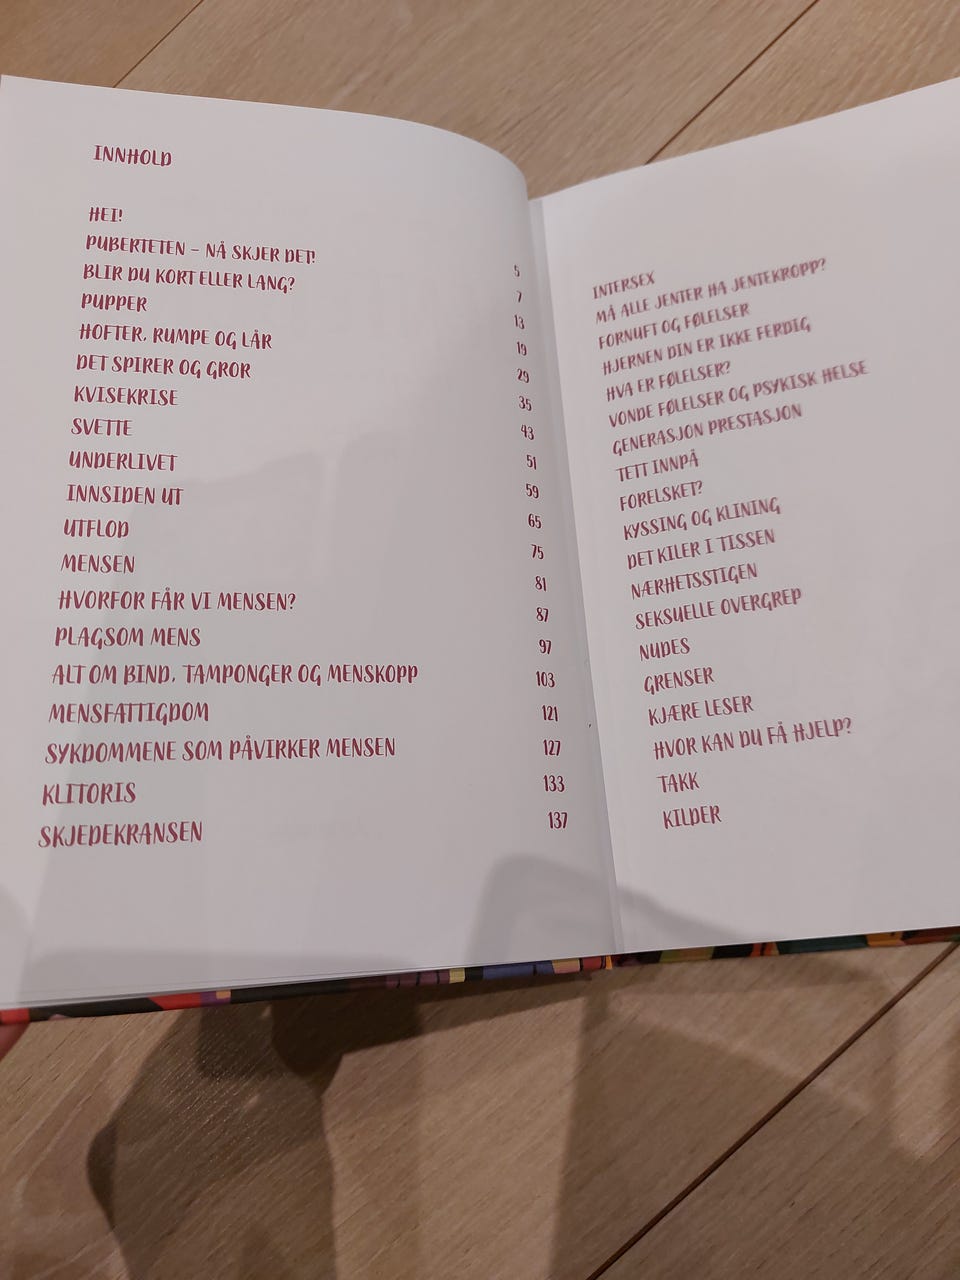 INNHOLD
HEI! 5
PUBERTETEN – NÅ SKJER DET! 7
BLIR DU KORT ELLER LANG? 13
PUPPER 19
HOFTER, RUMPE OG LÅR 29
DET SPIRER OG GROR 35
KVISEKRISE 43
SVETTE 51
UNDERLIVET 59
INNSIDEN UT 65
UTFLOD 75
MENSEN 81
HVORFOR FÅR VI MENSEN? 87
PLAGSOM MENS 97
ALT OM BIND, TAMPONGER OG MENSKOPP 103
MENSFATTIGDOM 121
SYKDOMMENE SOM PÅVIRKER MENSEN 127
KLITORIS 133
SKJEDEKRANSEN 137
INTERSEX
MÅ ALLE JENTER HA JENTEKROPP?
FORNUFT OG FØLELSER
HJERNEN DIN ER IKKE FERDIG
HVA ER FØLELSER?
VONDE FØLELSER OG PSYKISK HELSE
GENERASJON PRESTASJON
TETT INNPÅ
FORELSKET?
KYSSING OG KLINING
DET KILER I TISSEN
NÆRHETSSTIGEN
SEKSUELLE OVERGREP
NUDES
GRENSER
KJÆRE LESER
HVOR KAN DU FÅ HJELP?
TAKK
KILDER